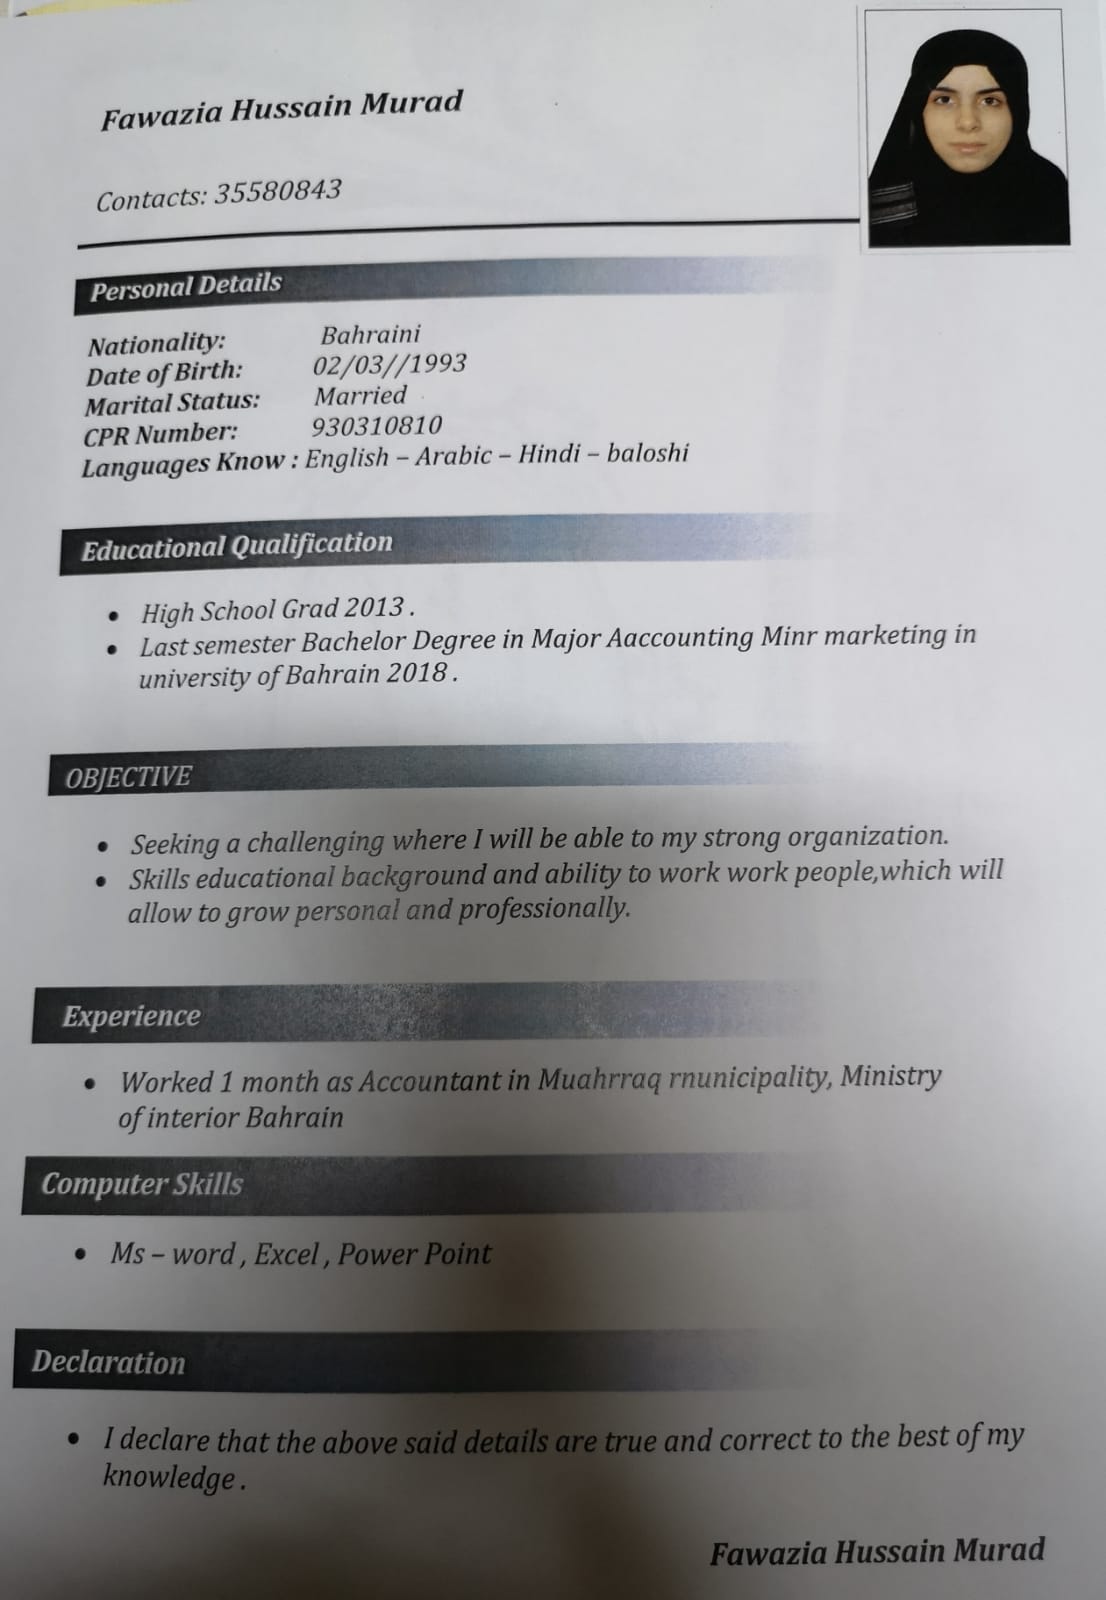 Fawazia Hussain Murad
Contacts: 35580843
Personal Details
Nationality: Bahraini
Date of Birth: 02/03//1993
Marital Status: Married
CPR Number: 930310810
Languages Know : English – Arabic – Hindi – baloshi
Educational Qualification
• High School Grad 2013 .
• Last semester Bachelor Degree in Major Aaccounting Minr marketing in
university of Bahrain 2018 .
OBJECTIVE
• Seeking a challenging where I will be able to my strong organization.
• Skills educational background and ability to work work people,which will
allow to grow personal and professionally.
Experience
• Worked 1 month as Accountant in Muahrraq rnunicipality, Ministry
of interior Bahrain
Computer Skills
• Ms – word , Excel , Power Point
Declaration
• I declare that the above said details are true and correct to the best of my
knowledge .
Fawazia Hussain Murad